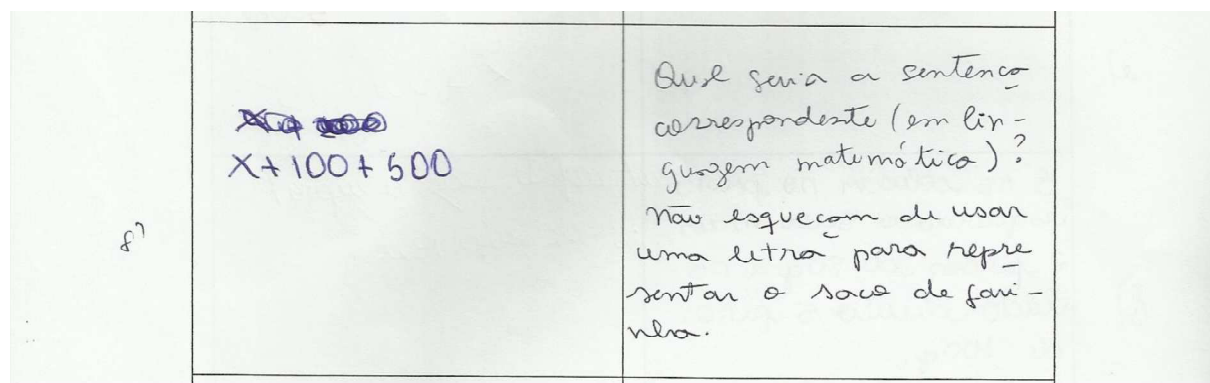 X+100+500
Qual seria a sentença
correspondente (em lin-
guagem matemática)?
Não esqueçam de usar
uma letra para repre-
sentar o saco de fari-
nha.